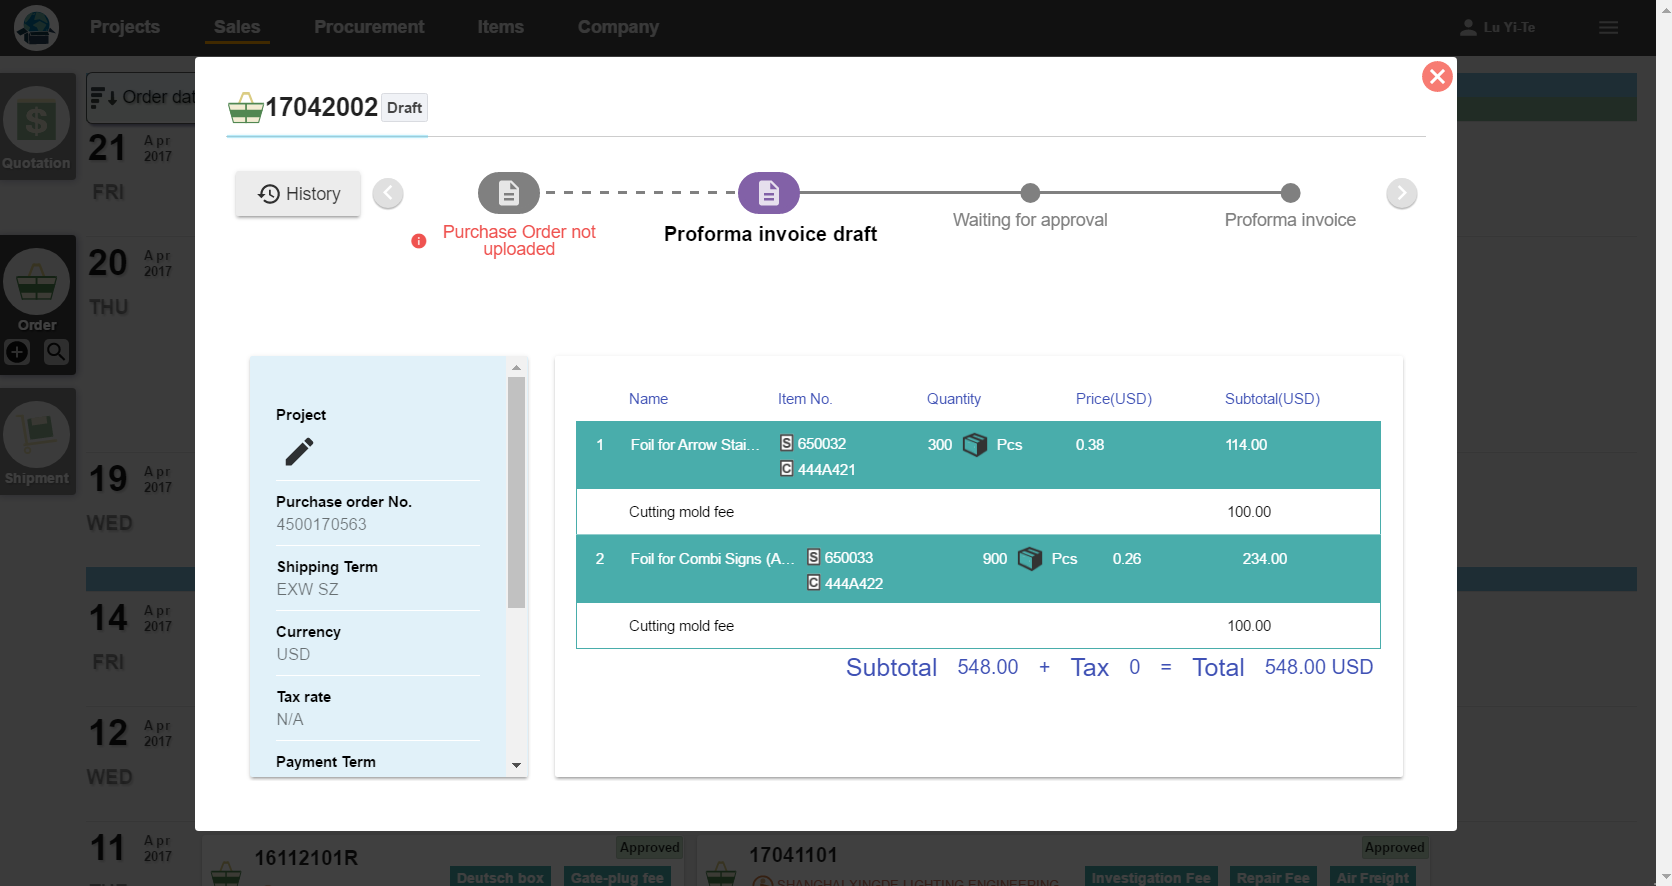 Projects
Sales
Procurement
Items
Company
Lu Yi-Te
Quotation
Order
Shipment
Order dat
21 Apr 2017
FRI
20 Apr 2017
THU
19 Apr 2017
WED
14 Apr 2017
FRI
12 Apr 2017
WED
11 Apr 2017
17042002 Draft
History
Purchase Order not
uploaded
Proforma invoice draft
Waiting for approval
Proforma invoice
Project
Purchase order No.
4500170563
Shipping Term
EXW SZ
Currency
USD
Tax rate
N/A
Payment Term
Name Item No. Quantity Price(USD) Subtotal(USD)
1 Foil for Arrow Stai... S 650032 300 Pcs 0.38 114.00
C 444A421
Cutting mold fee 100.00
2 Foil for Combi Signs (A... S 650033 900 Pcs 0.26 234.00
C 444A422
Cutting mold fee 100.00
Subtotal 548.00 + Tax 0 = Total 548.00 USD
16112101R
Approved
Deutsch box
Gate-plug fee
17041101
Approved
SHANGHAI XINGDE LIGHTING ENGINEERING
Investigation Fee
Repair Fee
Air Freight